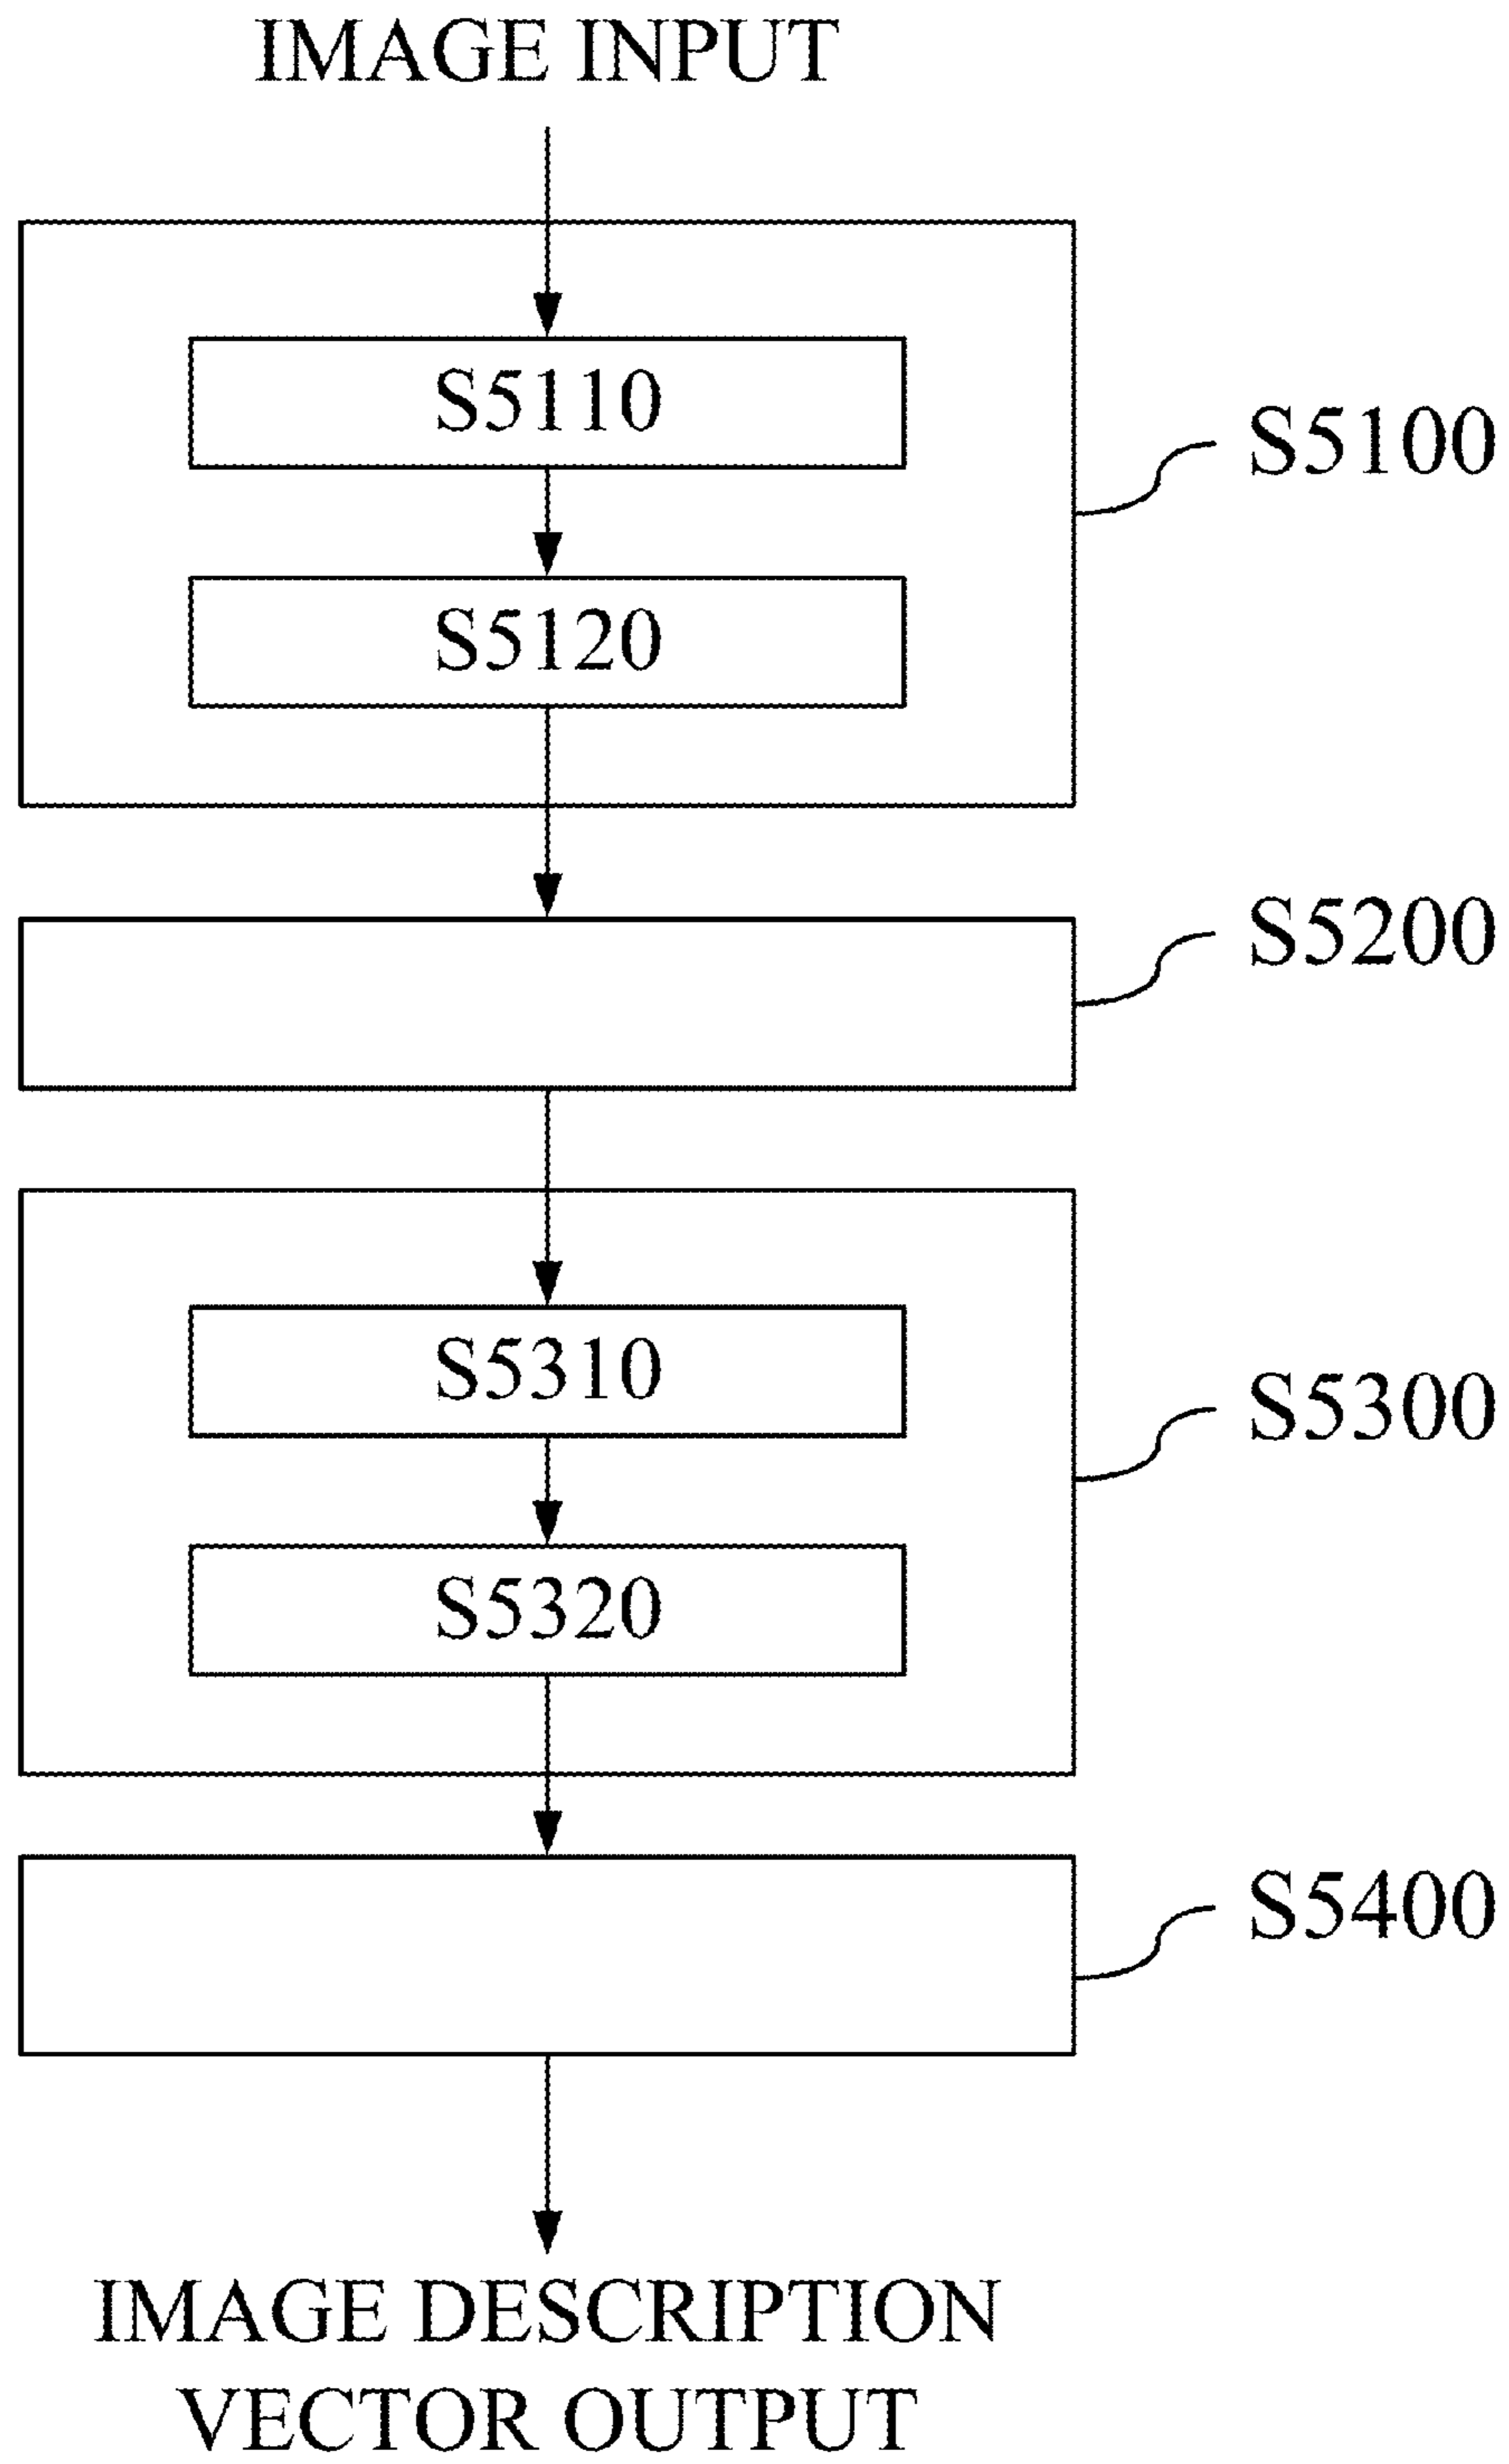 IMAGE INPUT
S5110
S5100
S5120
S5200
S5310
S5300
S5320
S5400
IMAGE DESCRIPTION
VECTOR OUTPUT